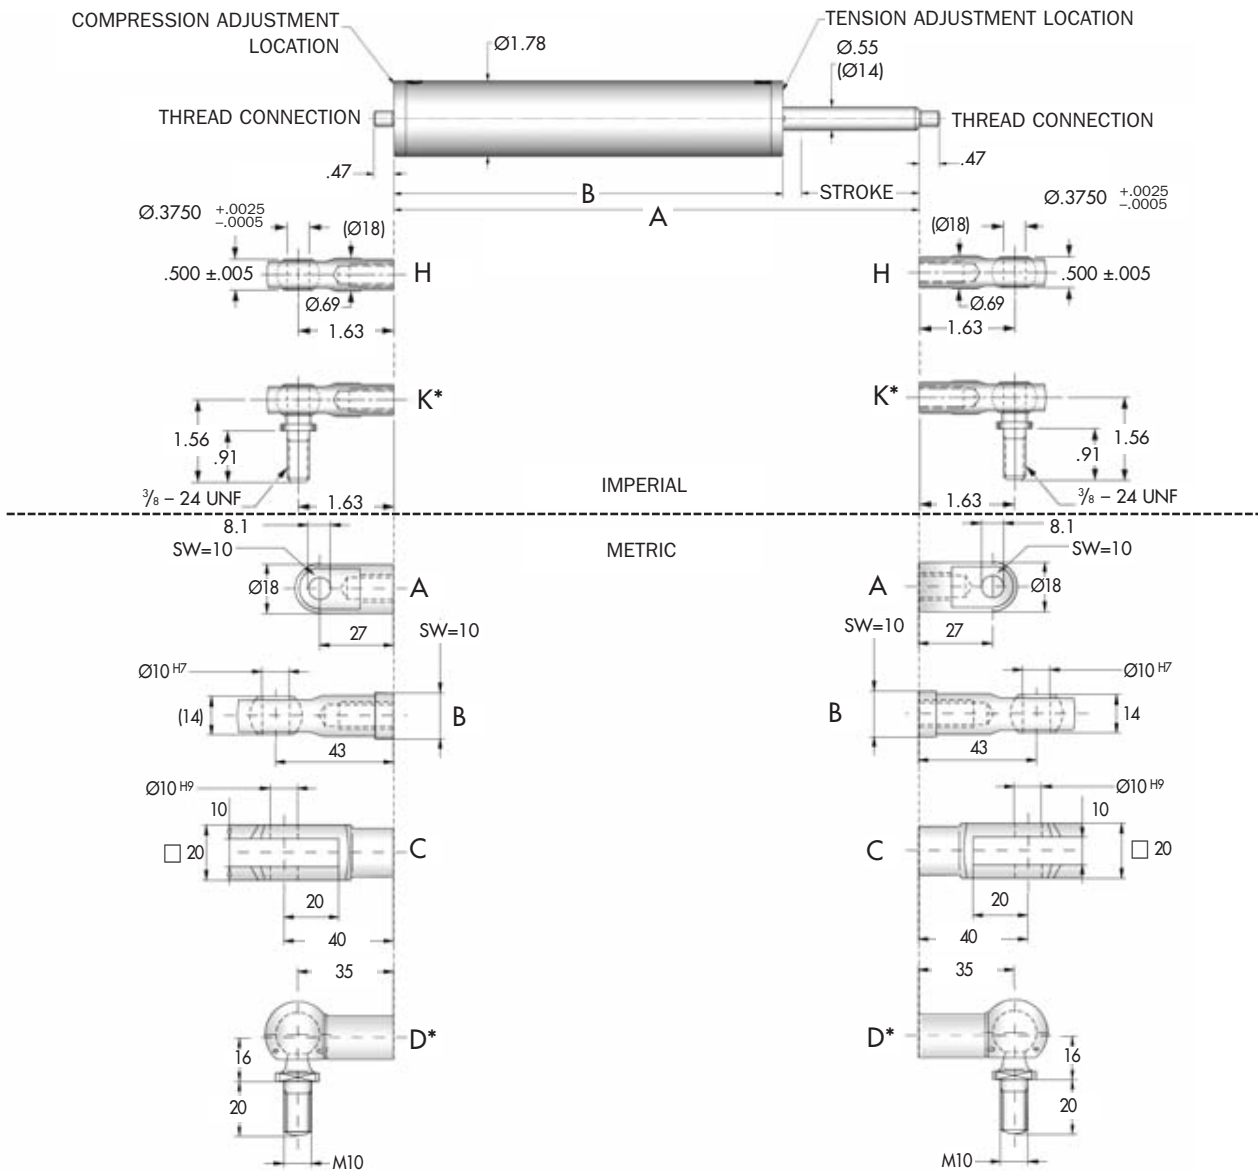 COMPRESSION ADJUSTMENT
LOCATION
TENSION ADJUSTMENT LOCATION
Ø1.78
Ø.55
(Ø14)
THREAD CONNECTION
THREAD CONNECTION
.47
.47
B
STROKE
A
Ø.3750 +.0025 –.0005
(Ø18)
.500 ±.005
H
Ø.69
1.63
Ø.3750 +.0025 –.0005
(Ø18)
H
.500 ±.005
Ø.69
1.63
K*
1.56
.91
3/8 – 24 UNF
1.63
K*
1.56
.91
1.63
3/8 – 24 UNF
IMPERIAL
METRIC
8.1
SW=10
Ø18
A
27
8.1
SW=10
A
Ø18
27
SW=10
Ø10 H7
(14)
B
43
SW=10
Ø10 H7
B
14
43
Ø10 H9
10
□ 20
C
20
40
Ø10 H9
10
C
□ 20
20
40
35
D*
16
20
M10
35
D*
16
20
M10